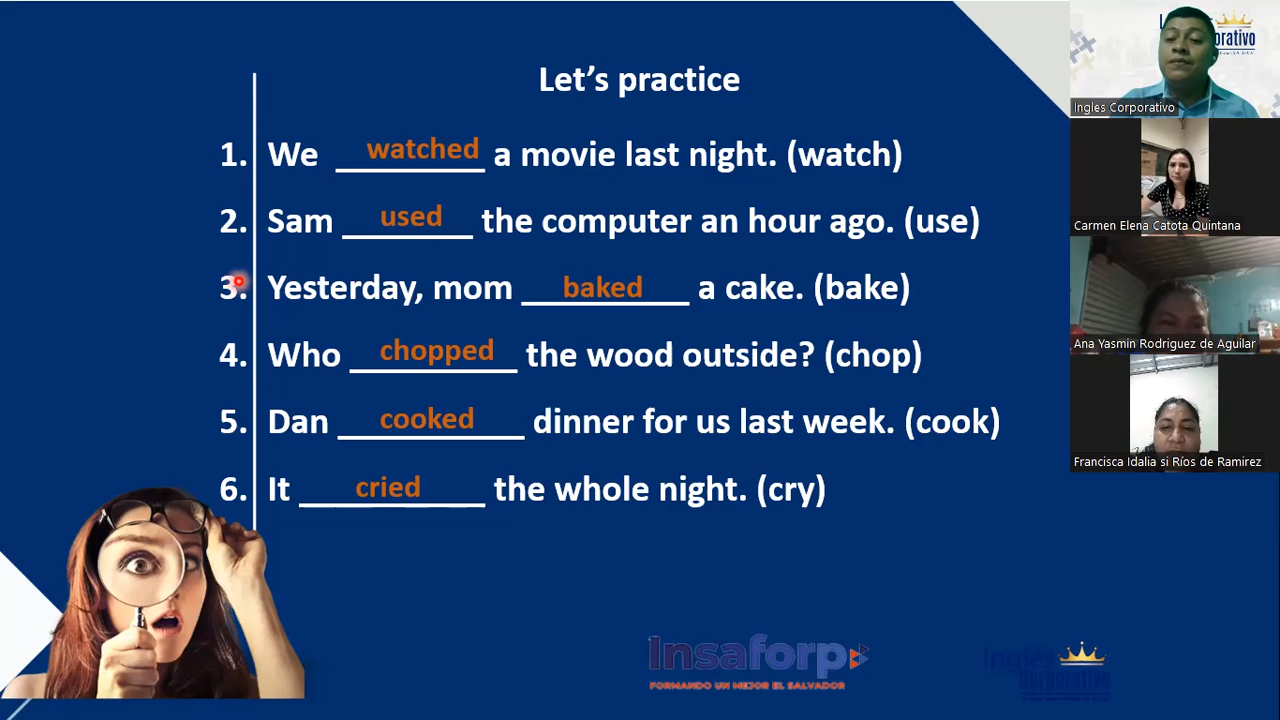 Let's practice
1. We watched a movie last night. (watch)
2. Sam used the computer an hour ago. (use)
3. Yesterday, mom baked a cake. (bake)
4. Who chopped the wood outside? (chop)
5. Dan cooked dinner for us last week. (cook)
6. It cried the whole night. (cry)
Insaforp
FORMANDO UN MEJOR EL SALVADOR
Inglés
Corporativo
Ingles Corporativo
Carmen Elena Catota Quintana
Ana Yasmin Rodriguez de Aguilar
Francisca Idalia si Ríos de Ramirez